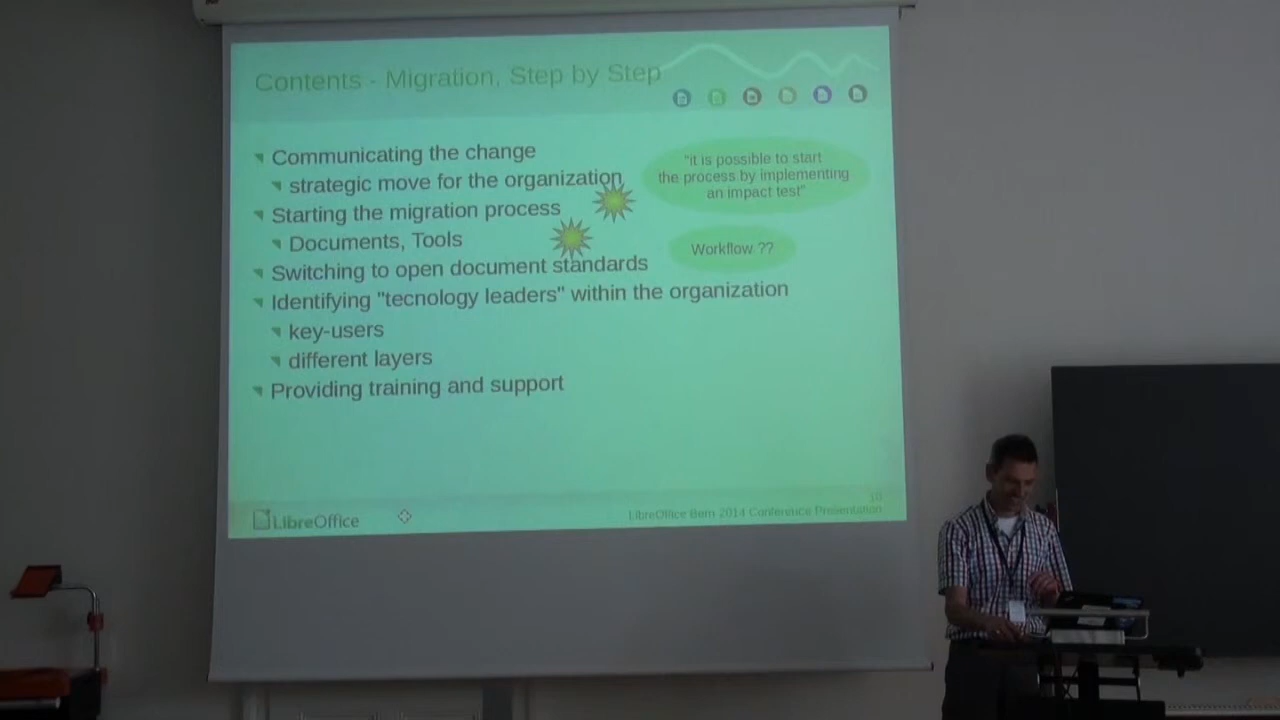 Contents - Migration, Step by Step
Communicating the change
strategic move for the organization
Starting the migration process
Documents, Tools
Switching to open document standards
Identifying "tecnology leaders" within the organization
key-users
different layers
Providing training and support
"it is possible to start
the process by implementing
an impact test"
Workflow ??
LibreOffice
10
LibreOffice Bern 2014 Conference Presentation